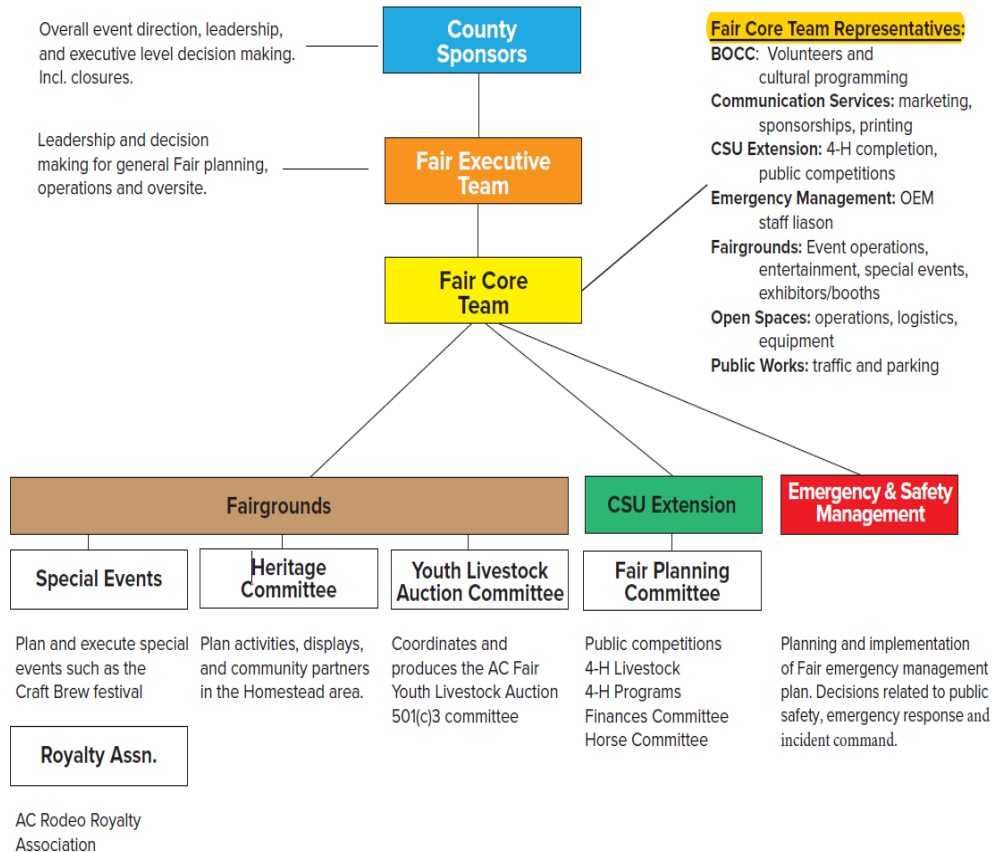 Overall event direction, leadership,
and executive level decision making.
Incl. closures.
County
Sponsors
Leadership and decision
making for general Fair planning,
operations and oversite.
Fair Executive
Team
Fair Core
Team
Fair Core Team Representatives:
BOCC: Volunteers and
cultural programming
Communication Services: marketing,
sponsorships, printing
CSU Extension: 4-H completion,
public competitions
Emergency Management: OEM
staff liason
Fairgrounds: Event operations,
entertainment, special events,
exhibitors/booths
Open Spaces: operations, logistics,
equipment
Public Works: traffic and parking
Fairgrounds
Special Events
Plan and execute special
events such as the
Craft Brew festival
Royalty Assn.
AC Rodeo Royalty
Association
Heritage
Committee
Plan activities, displays,
and community partners
in the Homestead area.
Youth Livestock
Auction Committee
Coordinates and
produces the AC Fair
Youth Livestock Auction
501(c)3 committee
CSU Extension
Fair Planning
Committee
Public competitions
4-H Livestock
4-H Programs
Finances Committee
Horse Committee
Emergency & Safety
Management
Planning and implementation
of Fair emergency management
plan. Decisions related to public
safety, emergency response and
incident command.